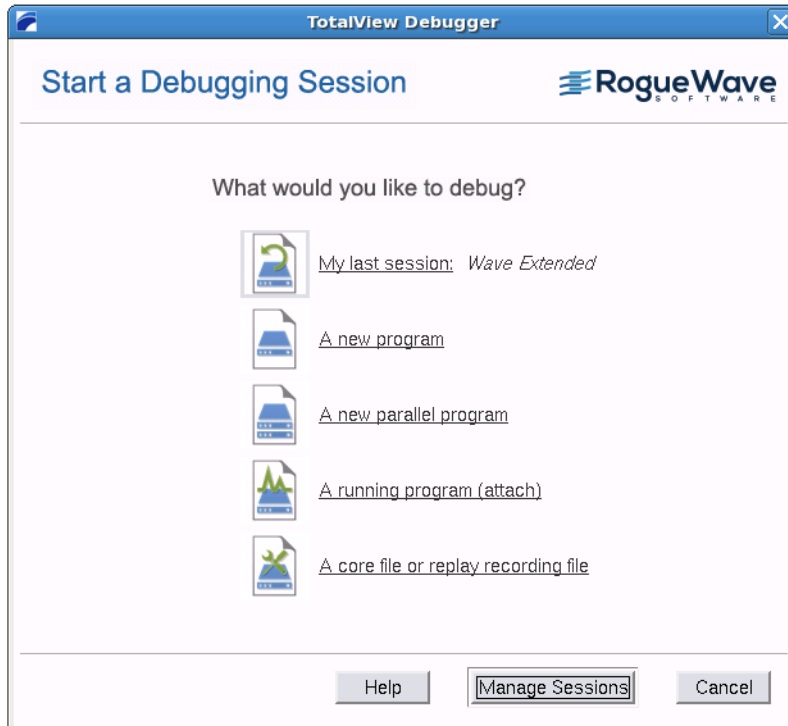 TotalView Debugger
Start a Debugging Session
RogueWave
SOFTWARE
What would you like to debug?
My last session: Wave Extended
A new program
A new parallel program
A running program (attach)
A core file or replay recording file
Help Manage Sessions Cancel